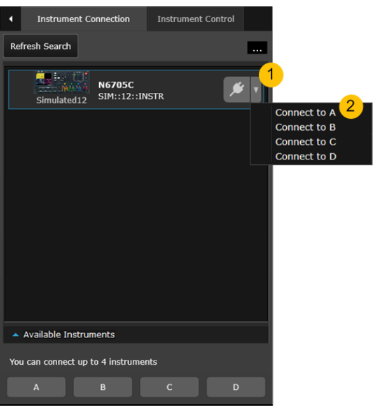 Instrument Connection
Instrument Control
Refresh Search
...
1
N6705C
SIM::12::INSTR
Simulated12
2
Connect to A
Connect to B
Connect to C
Connect to D
Available Instruments
You can connect up to 4 instruments
A
B
C
D